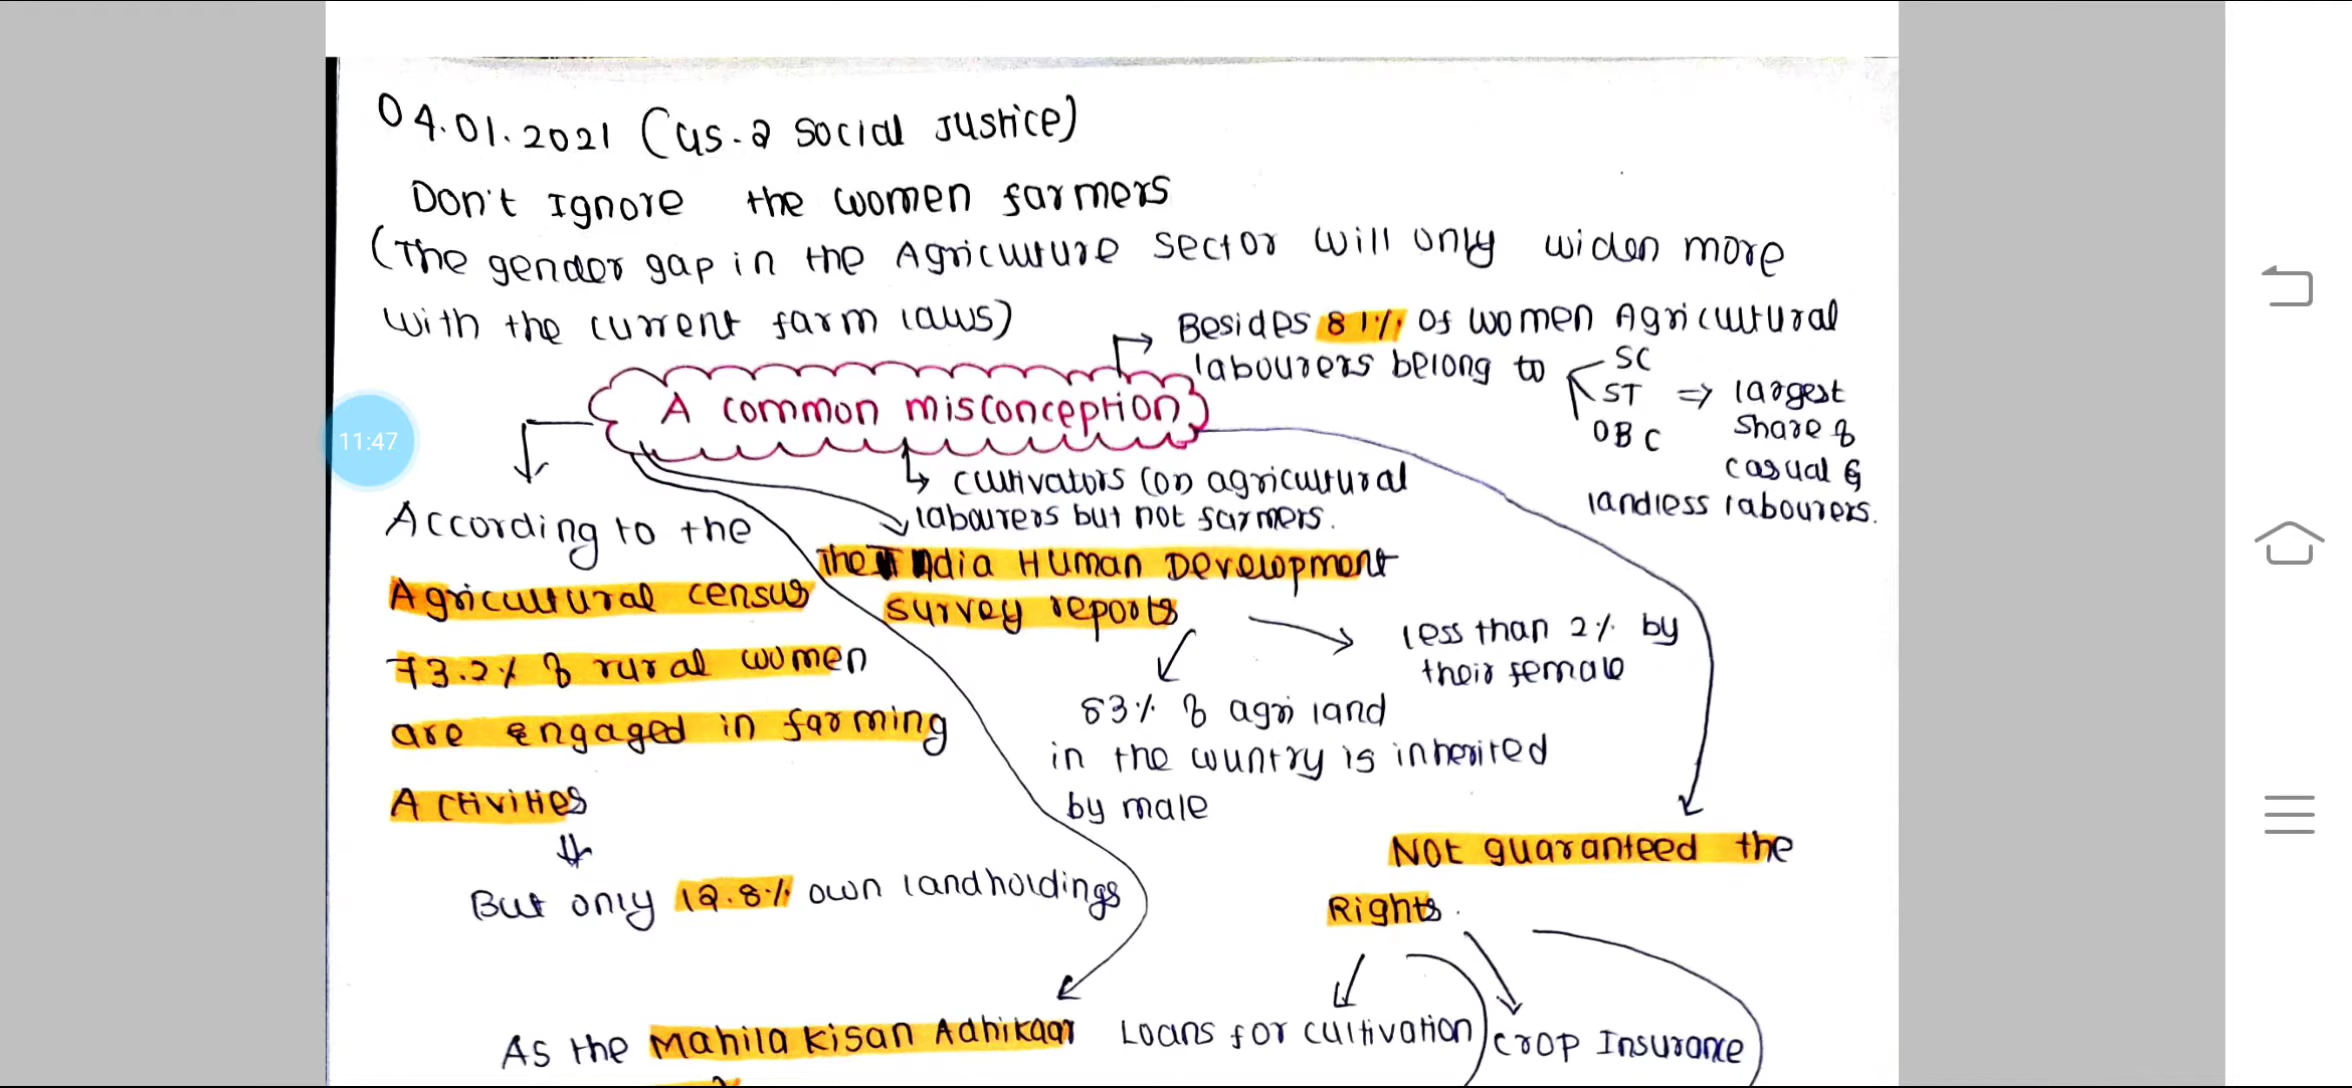 04.01.2021 (GS-2 Social Justice)
Don't Ignore the women farmers
(The gender gap in the Agriculture sector will only widen more
with the current farm laws)
Besides 81% of women Agricultural
labourers belong to
SC
ST ⇒ largest
OBC share of
casual &
landless labourers.
A common misconception
11:47
↳ cultivators (or) agricultural
labourers but not farmers.
According to the
Agricultural census
73.2% of rural women
are engaged in farming
Activities
But only 12.8% own landholdings
The India Human Development
survey reports
less than 2% by
their female
83% of agri land
in the country is inherited
by male
Not guaranteed the
Rights.
As the Mahila Kisan Adhikaar
Loans for cultivation
Crop Insurance